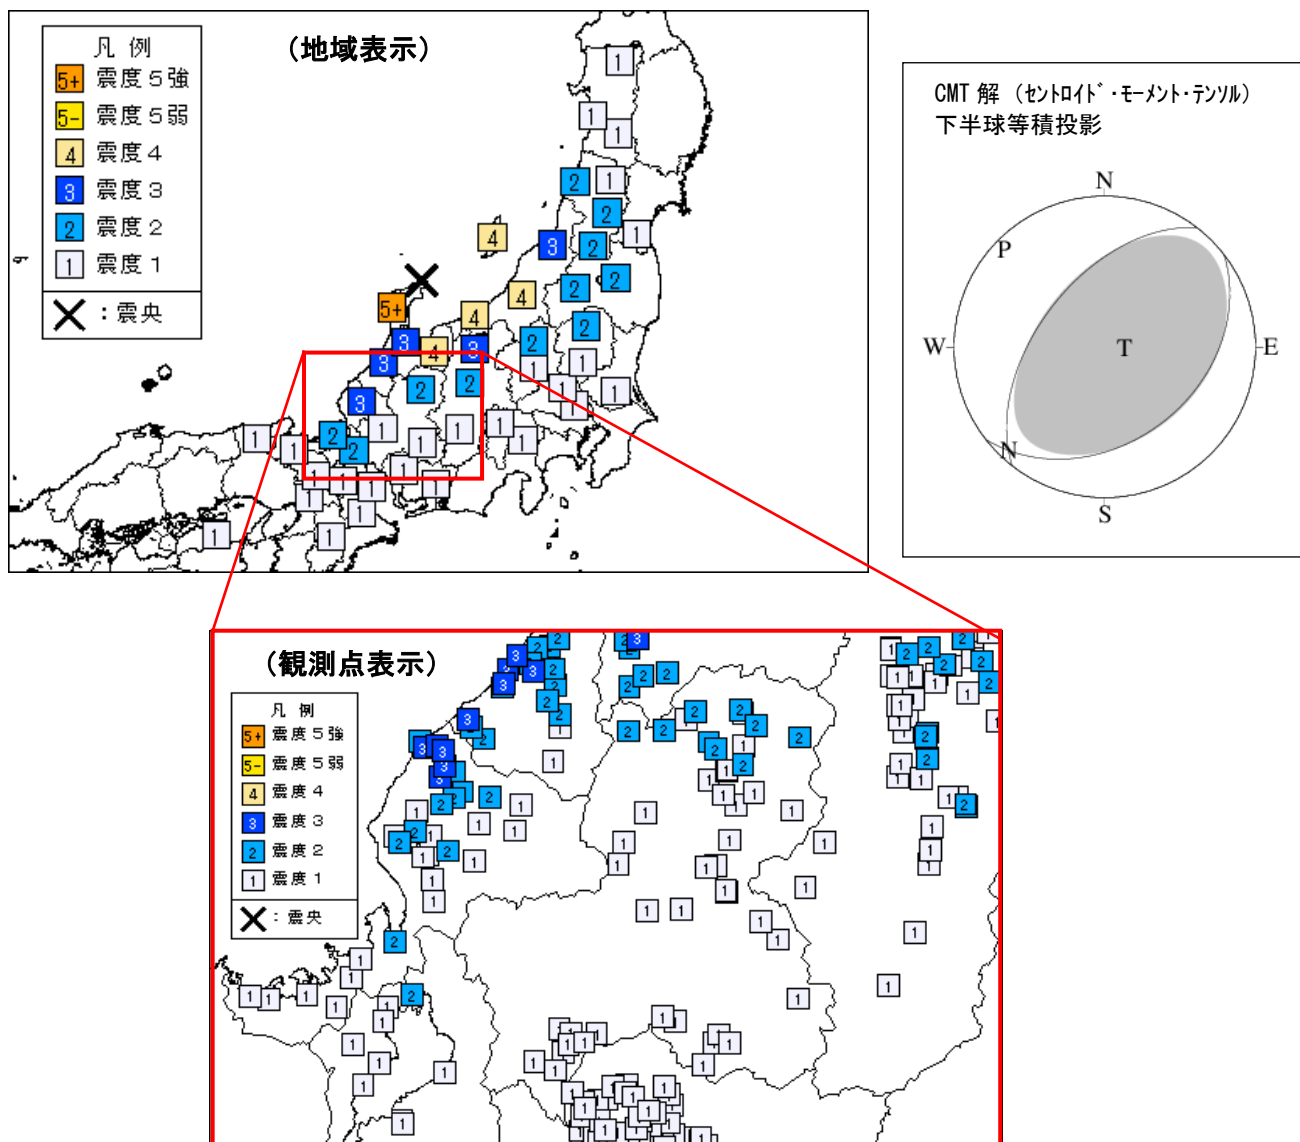 凡 例
5+ 震度５強
5- 震度５弱
4 震度４
3 震度３
2 震度２
1 震度１
：震央
（地域表示）
CMT 解 （ｾﾝﾄﾛｲﾄﾞ・ﾓｰﾒﾝﾄ・ﾃﾝｿﾙ）
下半球等積投影
N
P
W
T
E
N
S
（観測点表示）
凡 例
5+ 震度５強
5- 震度５弱
4 震度４
3 震度３
2 震度２
1 震度１
：震央